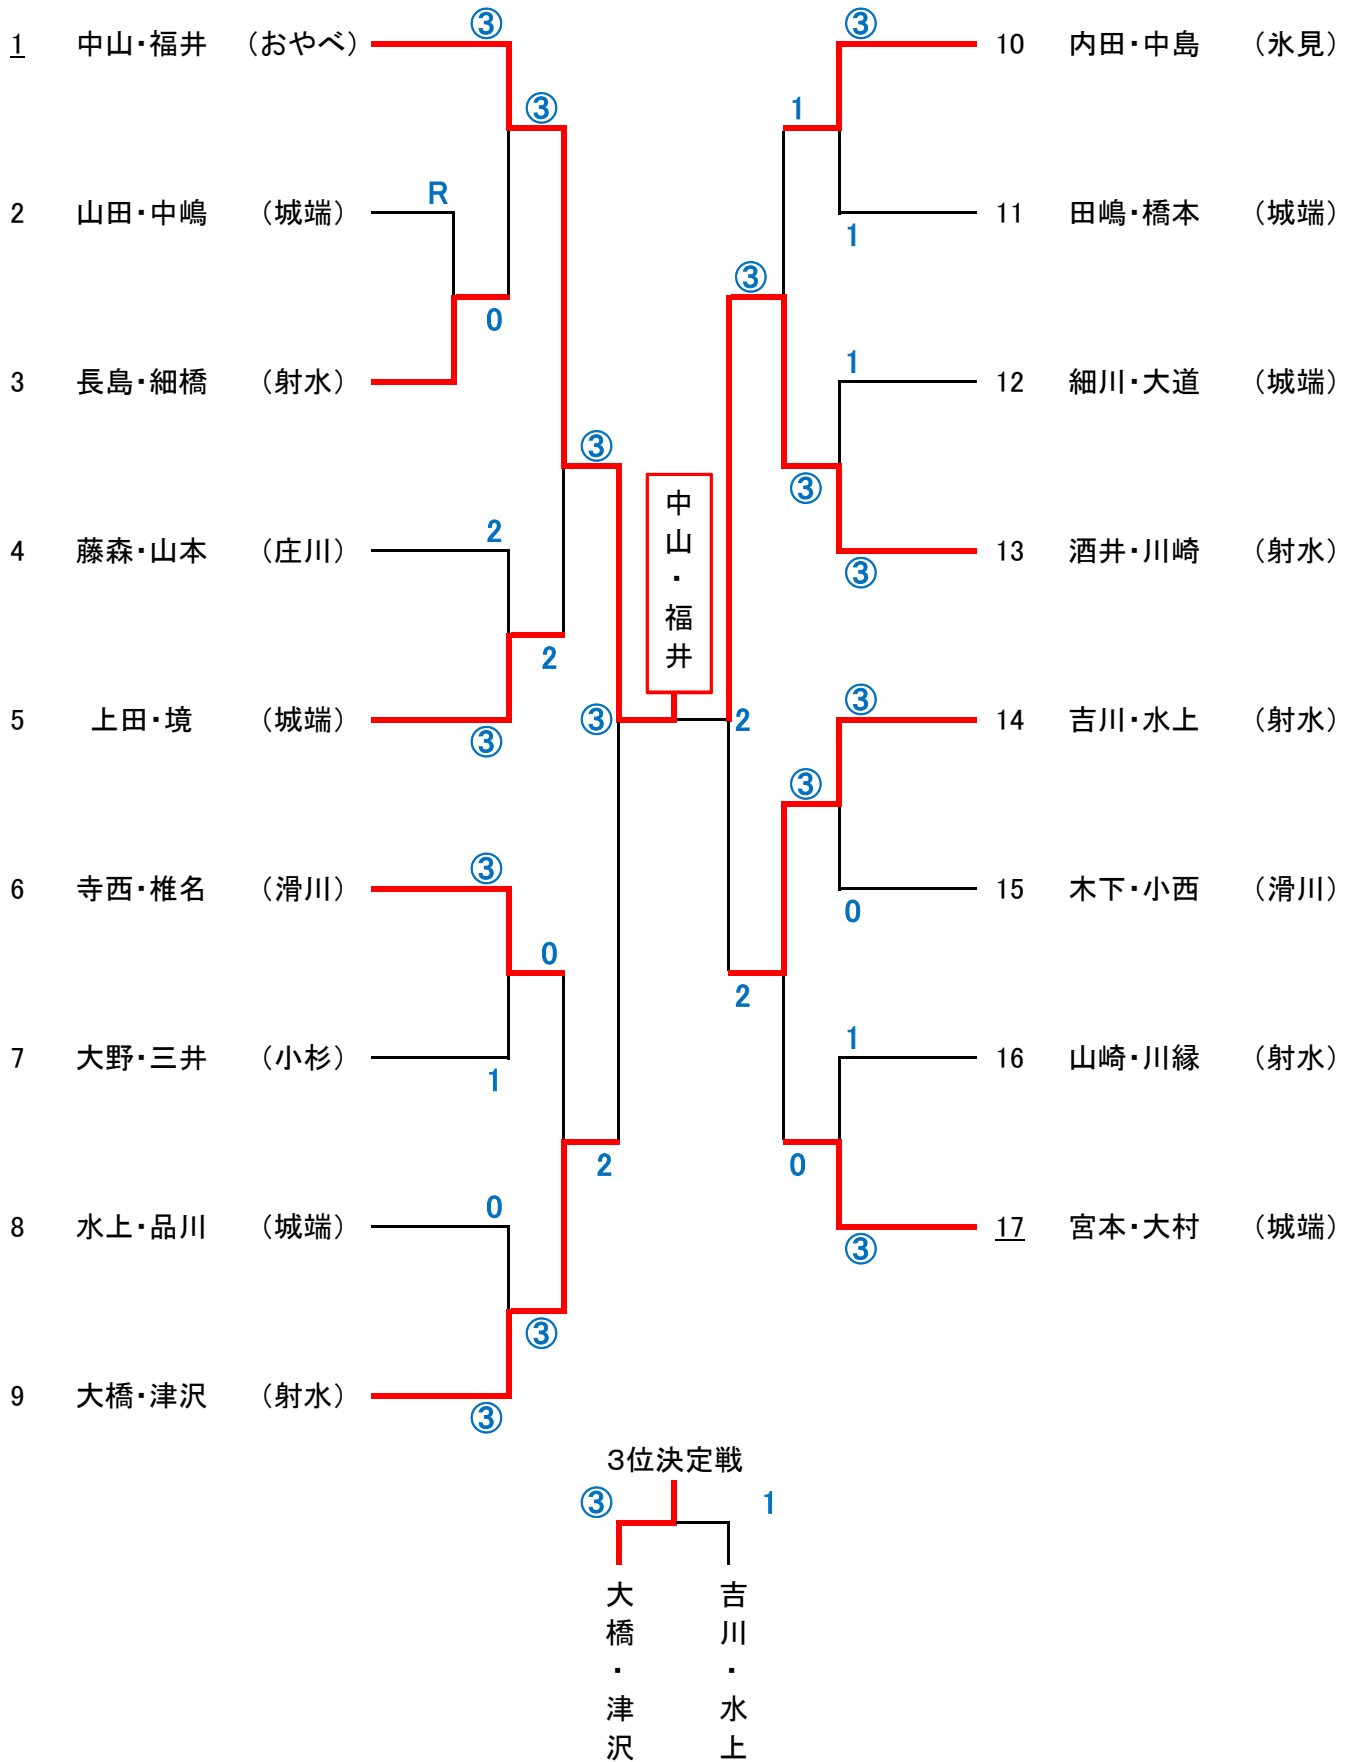 1 中山・福井 （おやべ）
2 山田・中嶋 （城端）
3 長島・細橋 （射水）
4 藤森・山本 （庄川）
5 上田・境 （城端）
6 寺西・椎名 （滑川）
7 大野・三井 （小杉）
8 水上・品川 （城端）
9 大橋・津沢 （射水）
③
R
③
0
2
③
2
③
③
③
1
0
0
③
③
2
中山・福井
③
2
③
1
1
③
1
③
③
③
③
0
2
1
0
③
10 内田・中島 （氷見）
11 田嶋・橋本 （城端）
12 細川・大道 （城端）
13 酒井・川崎 （射水）
14 吉川・水上 （射水）
15 木下・小西 （滑川）
16 山崎・川縁 （射水）
17 宮本・大村 （城端）
３位決定戦
③ 1
大橋・津沢
吉川・水上